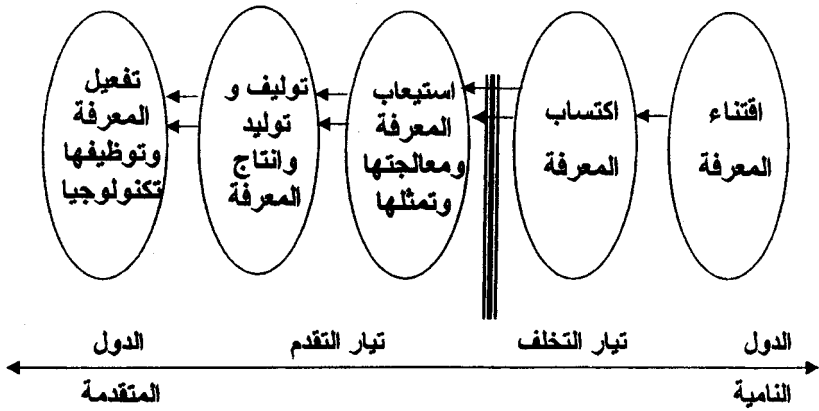 اقتناء
المعرفة
اكتساب
المعرفة
استيعاب
المعرفة
ومعالجتها
وتمثلها
توليف و
توليد
وانتاج
المعرفة
تفعيل
المعرفة
وتوظيفها
تكنولوجيا
الدول
تيار التخلف
تيار التقدم
الدول
النامية
المتقدمة